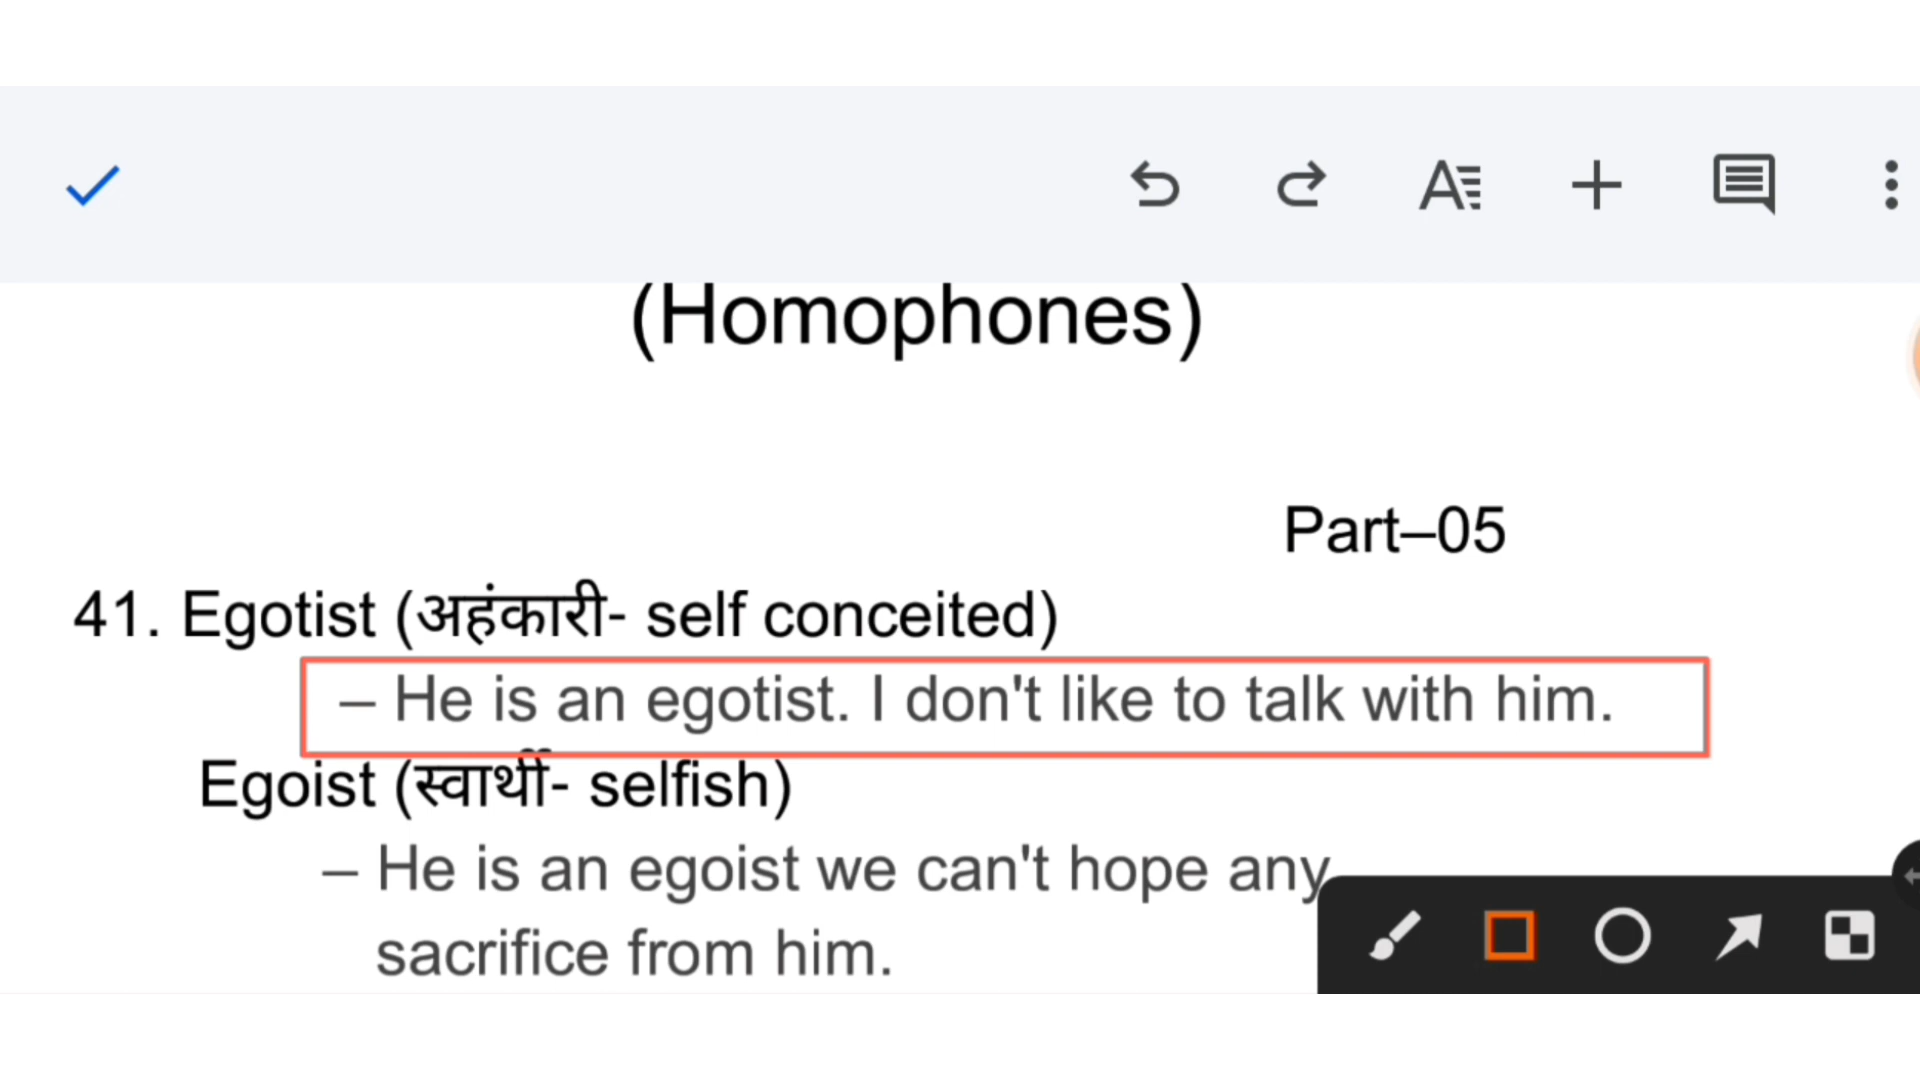 (Homophones)
Part–05
41. Egotist (अहंकारी- self conceited)
– He is an egotist. I don't like to talk with him.
Egoist (स्वार्थी- selfish)
– He is an egoist we can't hope any
sacrifice from him.